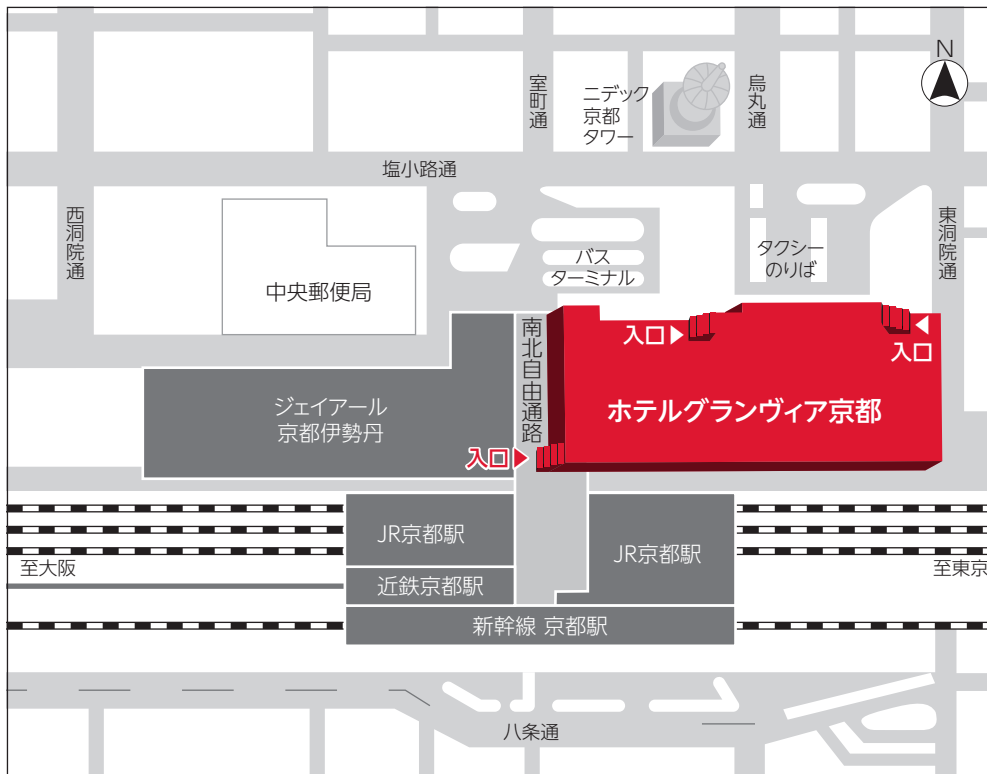 N
室町通
ニデック
京都
タワー
烏丸通
塩小路通
西洞院通
東洞院通
バス
ターミナル
タクシー
のりば
中央郵便局
南北自由通路
入口
入口
ホテルグランヴィア京都
ジェイアール
京都伊勢丹
入口
JR京都駅
JR京都駅
至大阪
至東京
近鉄京都駅
新幹線 京都駅
八条通